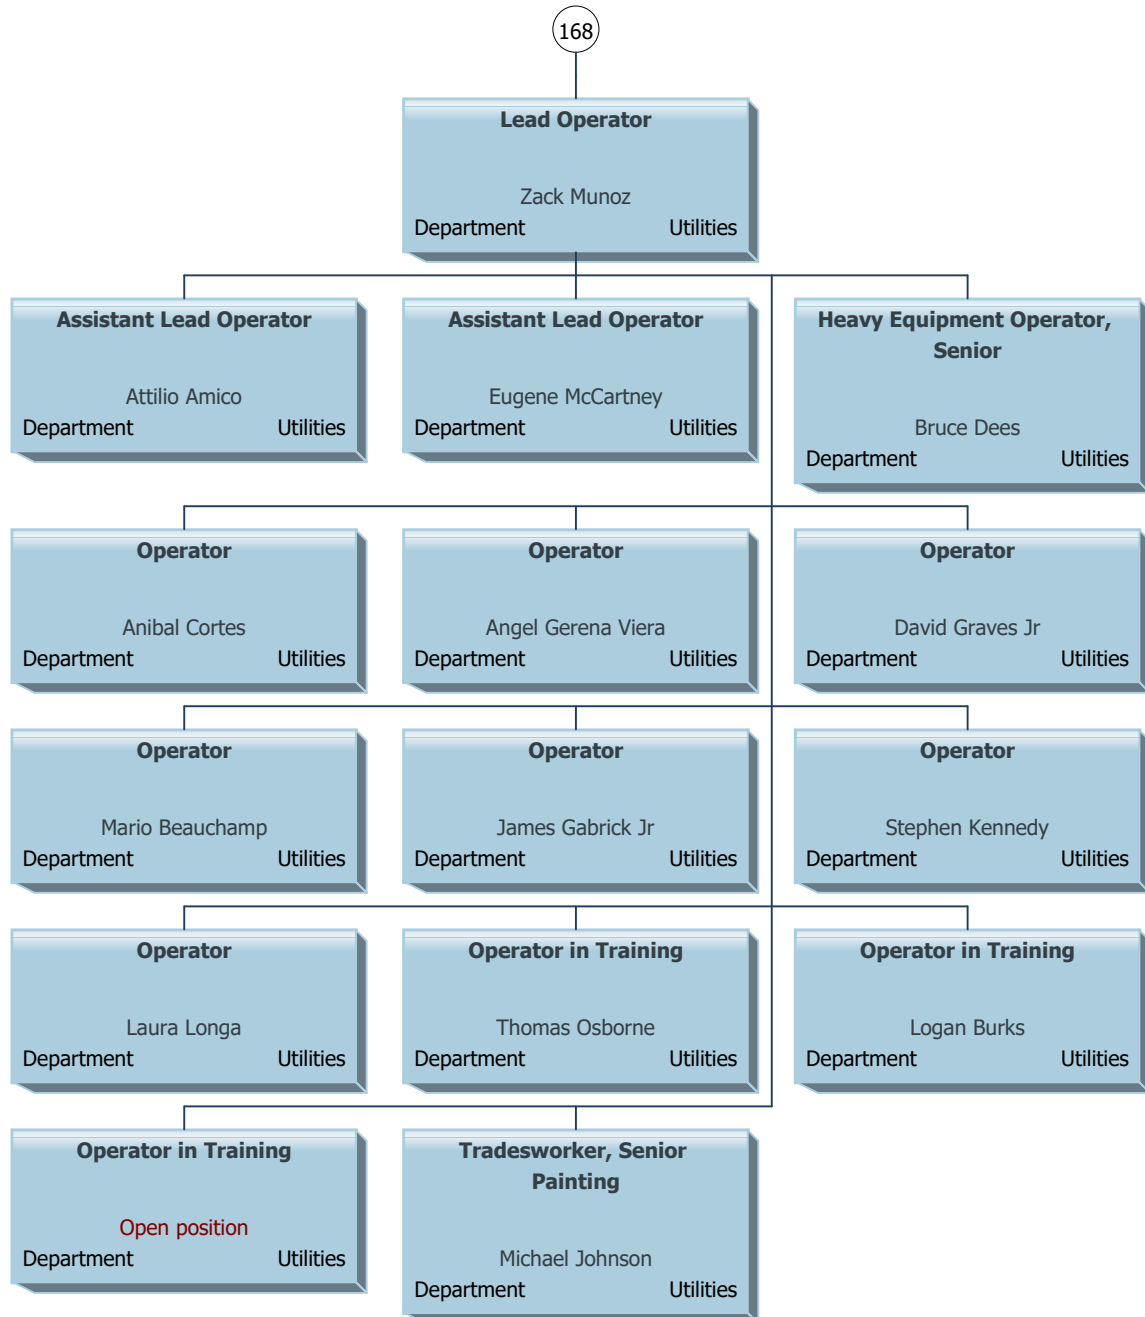 168
Lead Operator
Zack Munoz
Department Utilities
Assistant Lead Operator
Attilio Amico
Department Utilities
Assistant Lead Operator
Eugene McCartney
Department Utilities
Heavy Equipment Operator,
Senior
Bruce Dees
Department Utilities
Operator
Anibal Cortes
Department Utilities
Operator
Angel Gerena Viera
Department Utilities
Operator
David Graves Jr
Department Utilities
Operator
Mario Beauchamp
Department Utilities
Operator
James Gabrick Jr
Department Utilities
Operator
Stephen Kennedy
Department Utilities
Operator
Laura Longa
Department Utilities
Operator in Training
Thomas Osborne
Department Utilities
Operator in Training
Logan Burks
Department Utilities
Operator in Training
Open position
Department Utilities
Tradesworker, Senior
Painting
Michael Johnson
Department Utilities